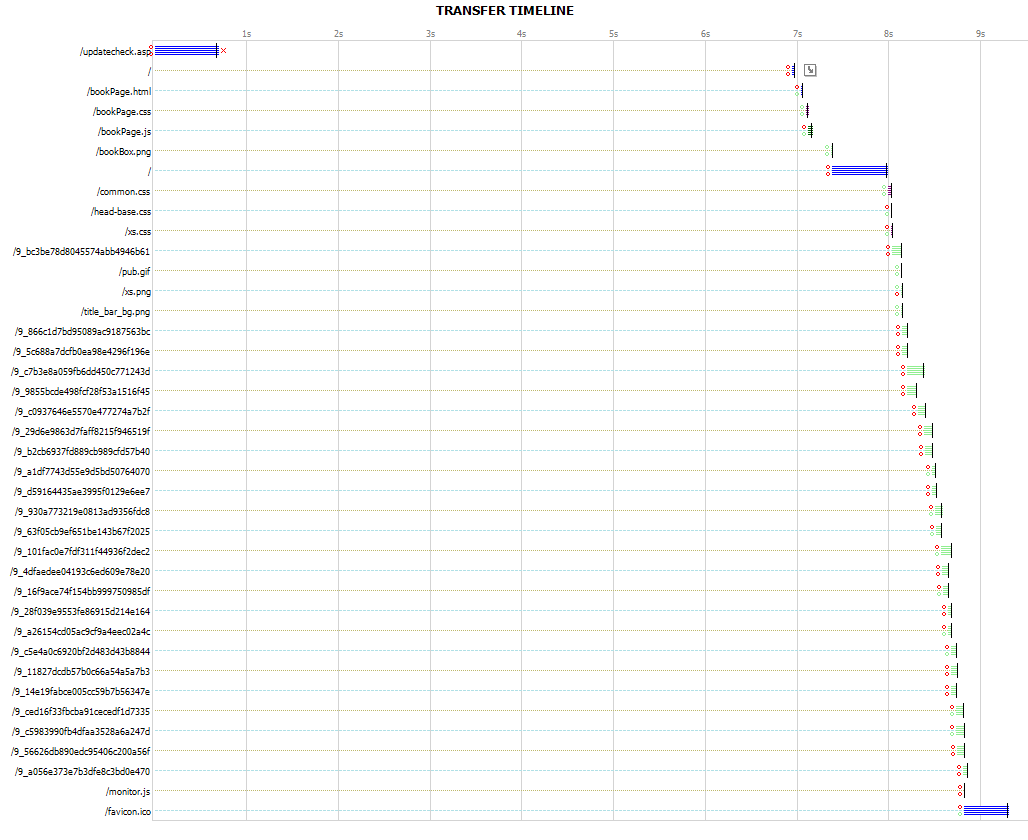 TRANSFER TIMELINE
1s 2s 3s 4s 5s 6s 7s 8s 9s
/updatecheck.asp
/
/bookPage.html
/bookPage.css
/bookPage.js
/bookBox.png
/
/common.css
/head-base.css
/xs.css
/9_bc3be78d8045574abb4946b61
/pub.gif
/xs.png
/title_bar_bg.png
/9_866c1d7bd95089ac9187563bc
/9_5c688a7dcfb0ea98e4296f196e
/9_c7b3e8a059fb6dd450c771243d
/9_9855bcde498fcf28f53a1516f45
/9_c0937646e5570e477274a7b2f
/9_29d6e9863d7faff8215f946519f
/9_b2cb6937fd889cb989cfd57b40
/9_a1df7743d55e9d5bd50764070
/9_d59164435ae3995f0129e6ee7
/9_930a773219e0813ad9356fdc8
/9_63f05cb9ef651be143b67f2025
/9_101fac0e7fdf311f44936f2dec2
/9_4dfaedee04193c6ed609e78e20
/9_16f9ace74f154bb999750985df
/9_28f039e9553fe86915d214e164
/9_a26154cd05ac9cf9a4eec02a4c
/9_c5e4a0c6920bf2d483d43b8844
/9_11827dcdb57b0c66a54a5a7b3
/9_14e19fabce005cc59b7b56347e
/9_ced16f33fbcba91cecedf1d7335
/9_c5983990fb4dfaa3528a6a247d
/9_56626db890edc95406c200a56f
/9_a056e373e7b3dfe8c3bd0e470
/monitor.js
/favicon.ico